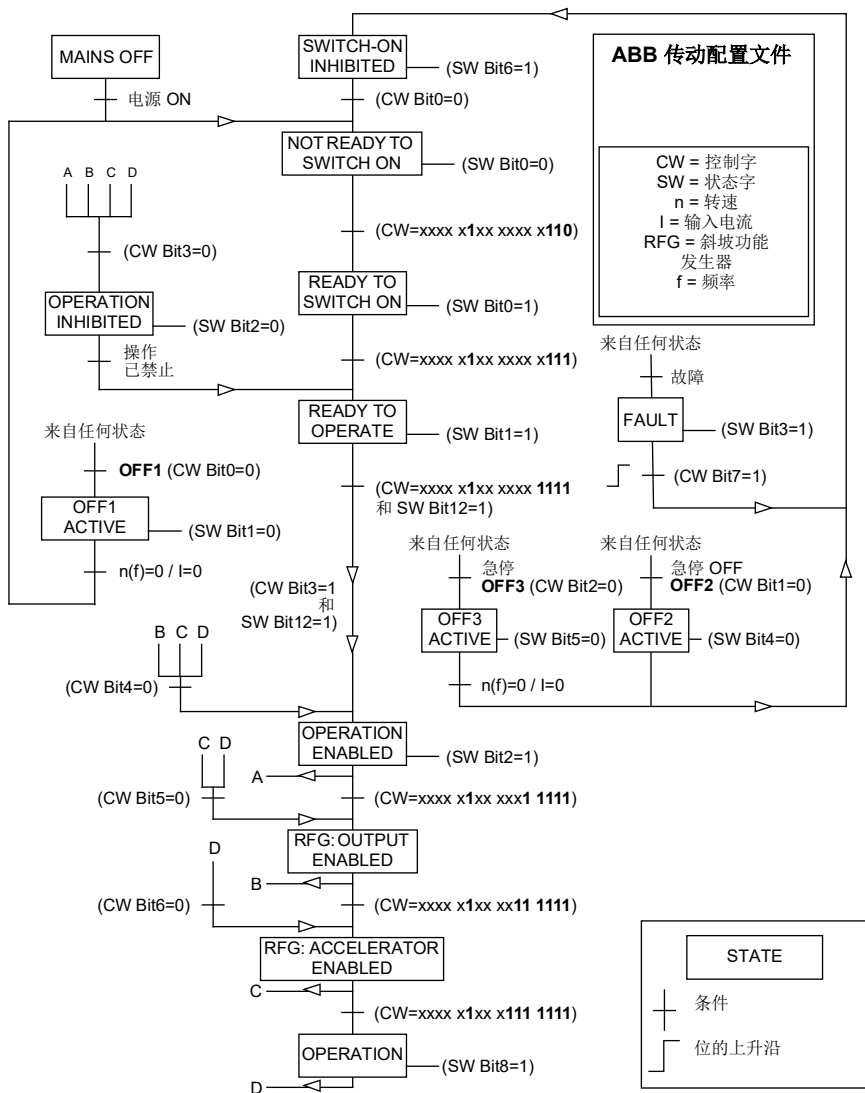 MAINS OFF
电源 ON
SWITCH-ON
INHIBITED
(SW Bit6=1)
(CW Bit0=0)
NOT READY TO
SWITCH ON
(SW Bit0=0)
A B C D
(CW Bit3=0)
(CW=xxxx x1xx xxxx x110)
OPERATION
INHIBITED
(SW Bit2=0)
操作
已禁止
READY TO
SWITCH ON
(SW Bit0=1)
(CW=xxxx x1xx xxxx x111)
READY TO
OPERATE
(SW Bit1=1)
(CW=xxxx x1xx xxxx 1111
和 SW Bit12=1)
来自任何状态
OFF1 (CW Bit0=0)
OFF1
ACTIVE
(SW Bit1=0)
n(f)=0 / I=0
(CW Bit3=1
和
SW Bit12=1)
B C D
(CW Bit4=0)
OPERATION
ENABLED
(SW Bit2=1)
A
C D
(CW Bit5=0)
(CW=xxxx x1xx xxx1 1111)
RFG: OUTPUT
ENABLED
D
B
(CW Bit6=0)
(CW=xxxx x1xx xx11 1111)
RFG: ACCELERATOR
ENABLED
C
(CW=xxxx x1xx x111 1111)
OPERATION
(SW Bit8=1)
D
ABB 传动配置文件
CW = 控制字
SW = 状态字
n = 转速
I = 输入电流
RFG = 斜坡功能
发生器
f = 频率
来自任何状态
故障
FAULT
(SW Bit3=1)
(CW Bit7=1)
来自任何状态
急停
OFF3 (CW Bit2=0)
OFF3
ACTIVE
(SW Bit5=0)
n(f)=0 / I=0
来自任何状态
急停 OFF
OFF2 (CW Bit1=0)
OFF2
ACTIVE
(SW Bit4=0)
STATE
条件
位的上升沿